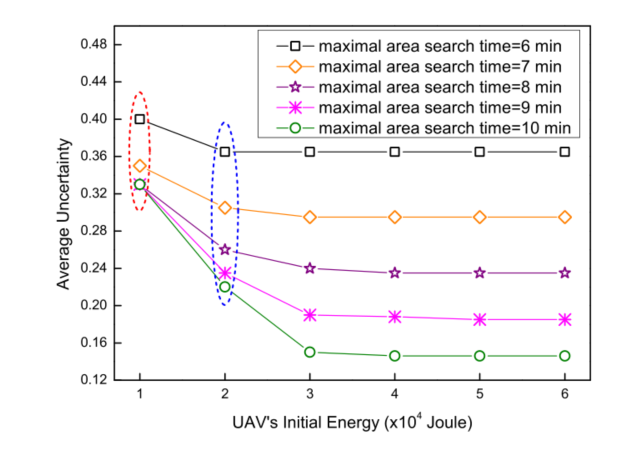 maximal area search time=6 min
maximal area search time=7 min
maximal area search time=8 min
maximal area search time=9 min
maximal area search time=10 min
Average Uncertainty
0.48
0.44
0.40
0.36
0.32
0.28
0.24
0.20
0.16
0.12
1 2 3 4 5 6
UAV's Initial Energy (x10⁴ Joule)